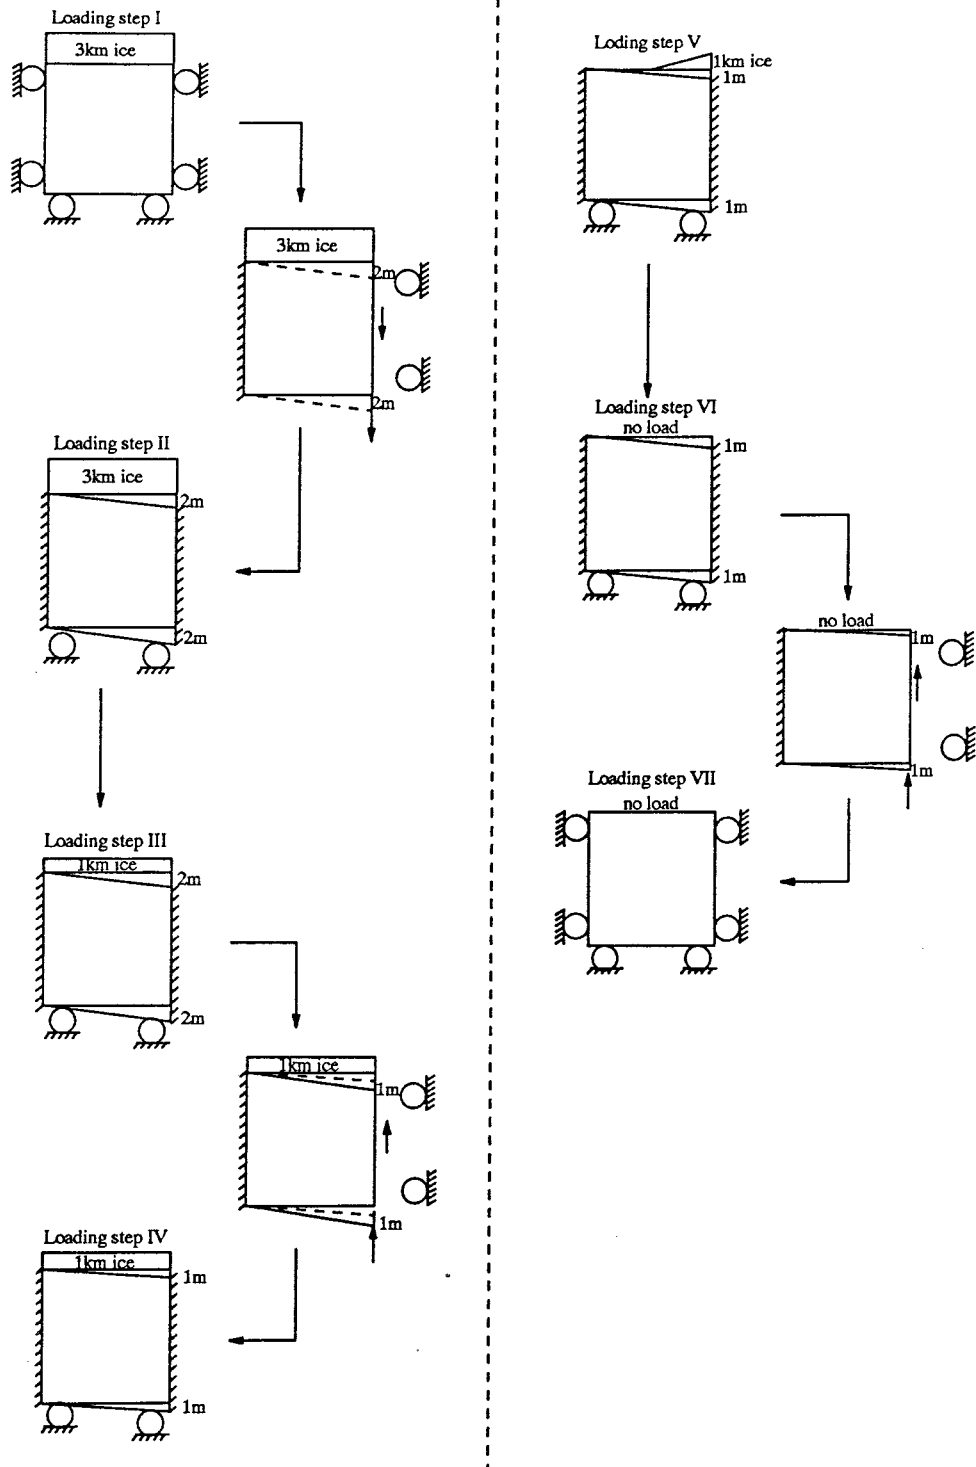 Loading step I
3km ice
3km ice
2m
2m
Loading step II
3km ice
2m
2m
Loading step III
1km ice
2m
2m
1km ice
1m
1m
Loading step IV
1km ice
1m
1m
Loding step V
1km ice
1m
1m
Loading step VI
no load
1m
1m
no load
1m
1m
Loading step VII
no load